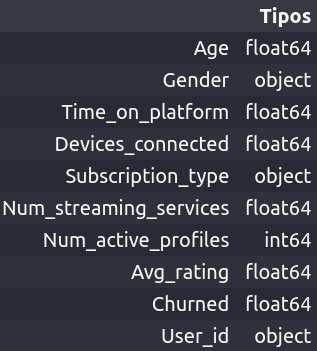 Tipos
Age float64
Gender object
Time_on_platform float64
Devices_connected float64
Subscription_type object
Num_streaming_services float64
Num_active_profiles int64
Avg_rating float64
Churned float64
User_id object